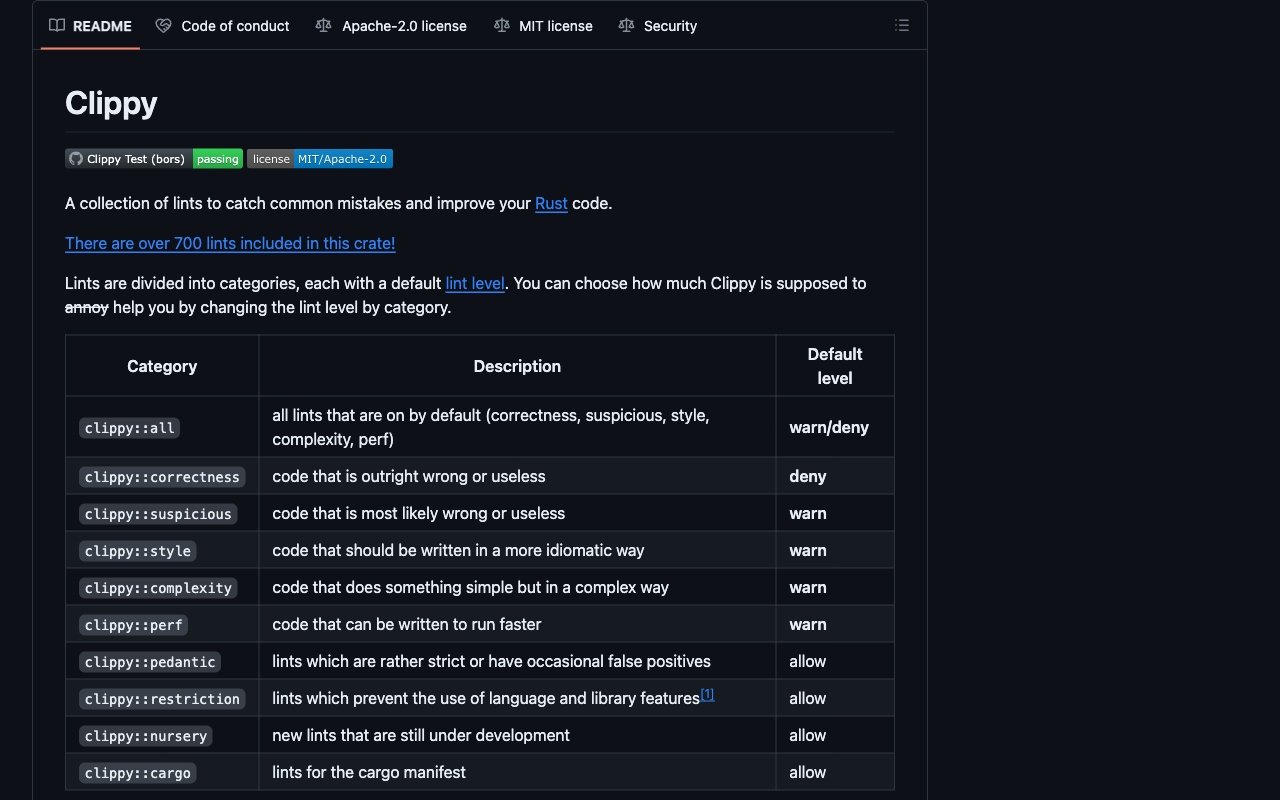 README Code of conduct Apache-2.0 license MIT license Security
Clippy
Clippy Test (bors) passing license MIT/Apache-2.0
A collection of lints to catch common mistakes and improve your Rust code.
There are over 700 lints included in this crate!
Lints are divided into categories, each with a default lint level. You can choose how much Clippy is supposed to
annoy help you by changing the lint level by category.
Category Description Default
level
clippy::all all lints that are on by default (correctness, suspicious, style,
complexity, perf) warn/deny
clippy::correctness code that is outright wrong or useless deny
clippy::suspicious code that is most likely wrong or useless warn
clippy::style code that should be written in a more idiomatic way warn
clippy::complexity code that does something simple but in a complex way warn
clippy::perf code that can be written to run faster warn
clippy::pedantic lints which are rather strict or have occasional false positives allow
clippy::restriction lints which prevent the use of language and library features[1] allow
clippy::nursery new lints that are still under development allow
clippy::cargo lints for the cargo manifest allow